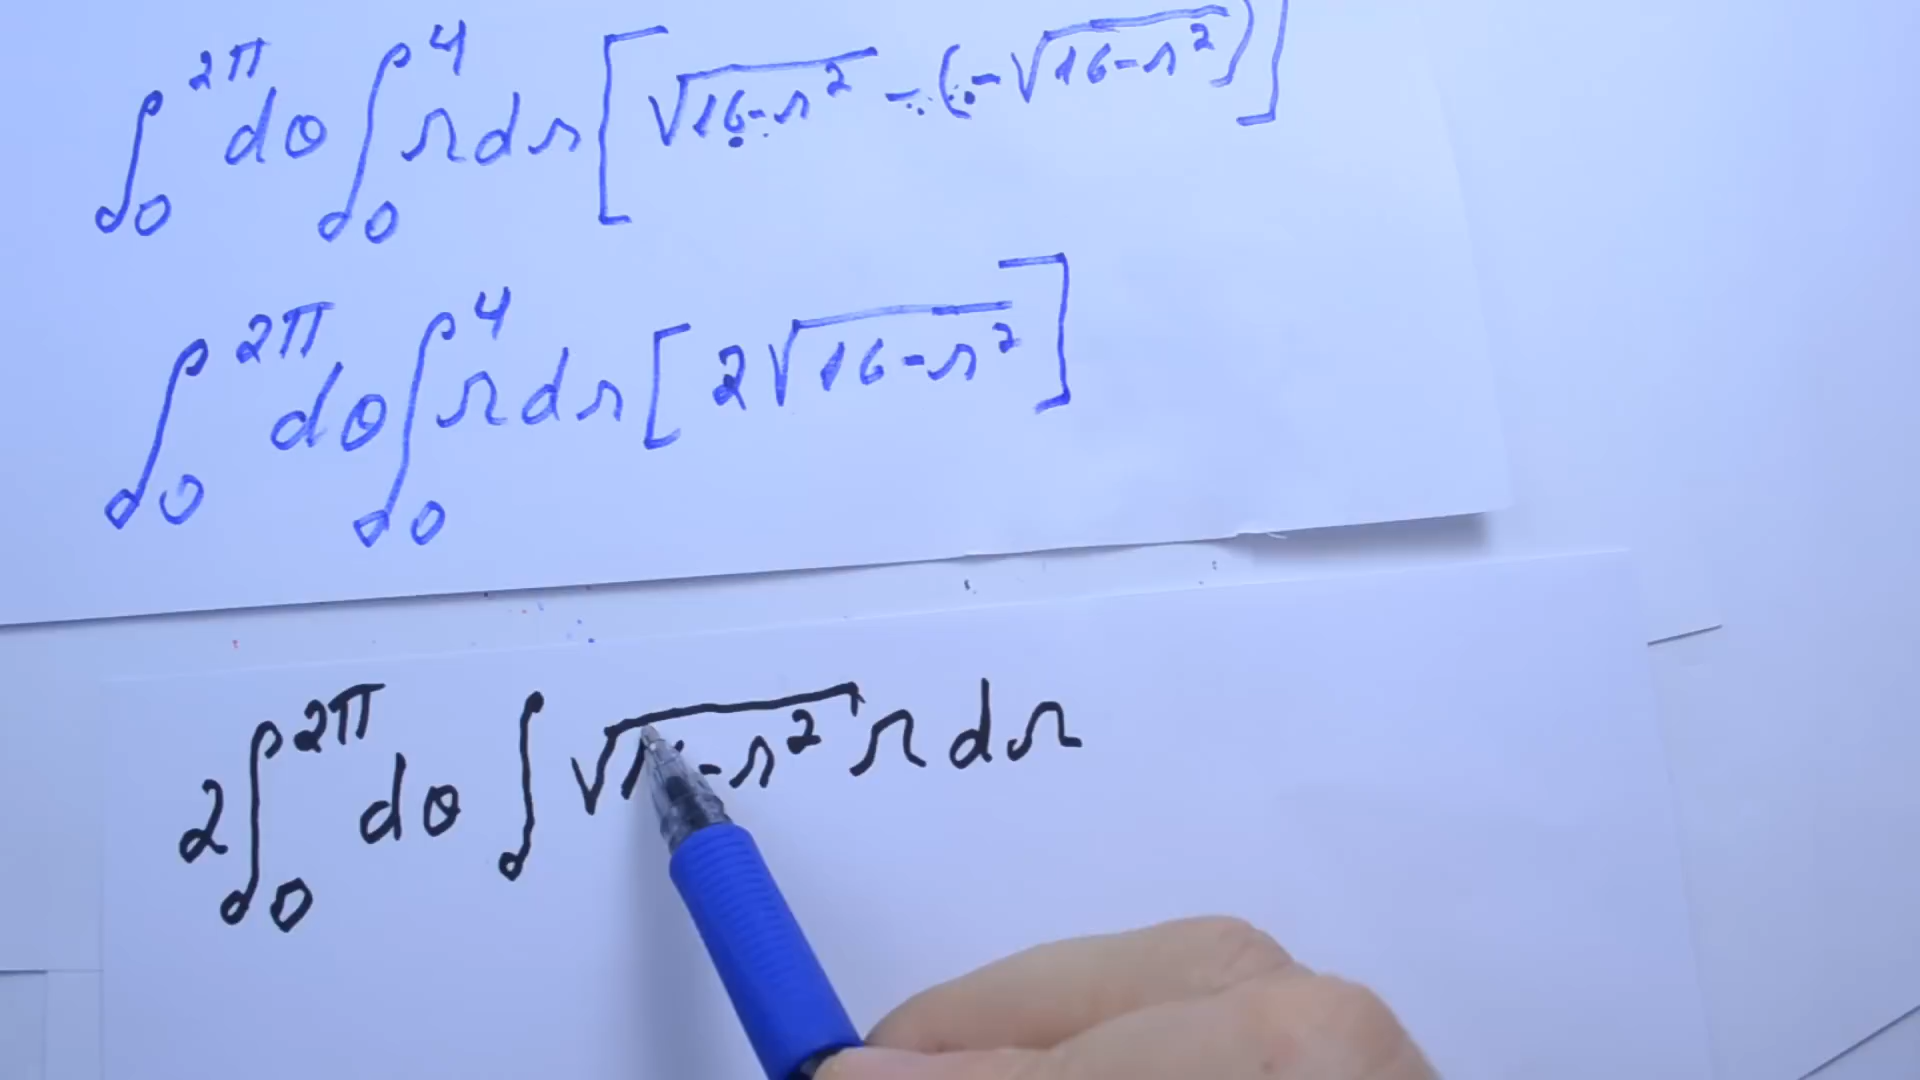 ∫₀^2π dθ ∫₀^4 r dr [√(16-r²) - (-√(16-r²))]
∫₀^2π dθ ∫₀^4 r dr [2√(16-r²)]
2∫₀^2π dθ ∫ √(1 -r²) r dr